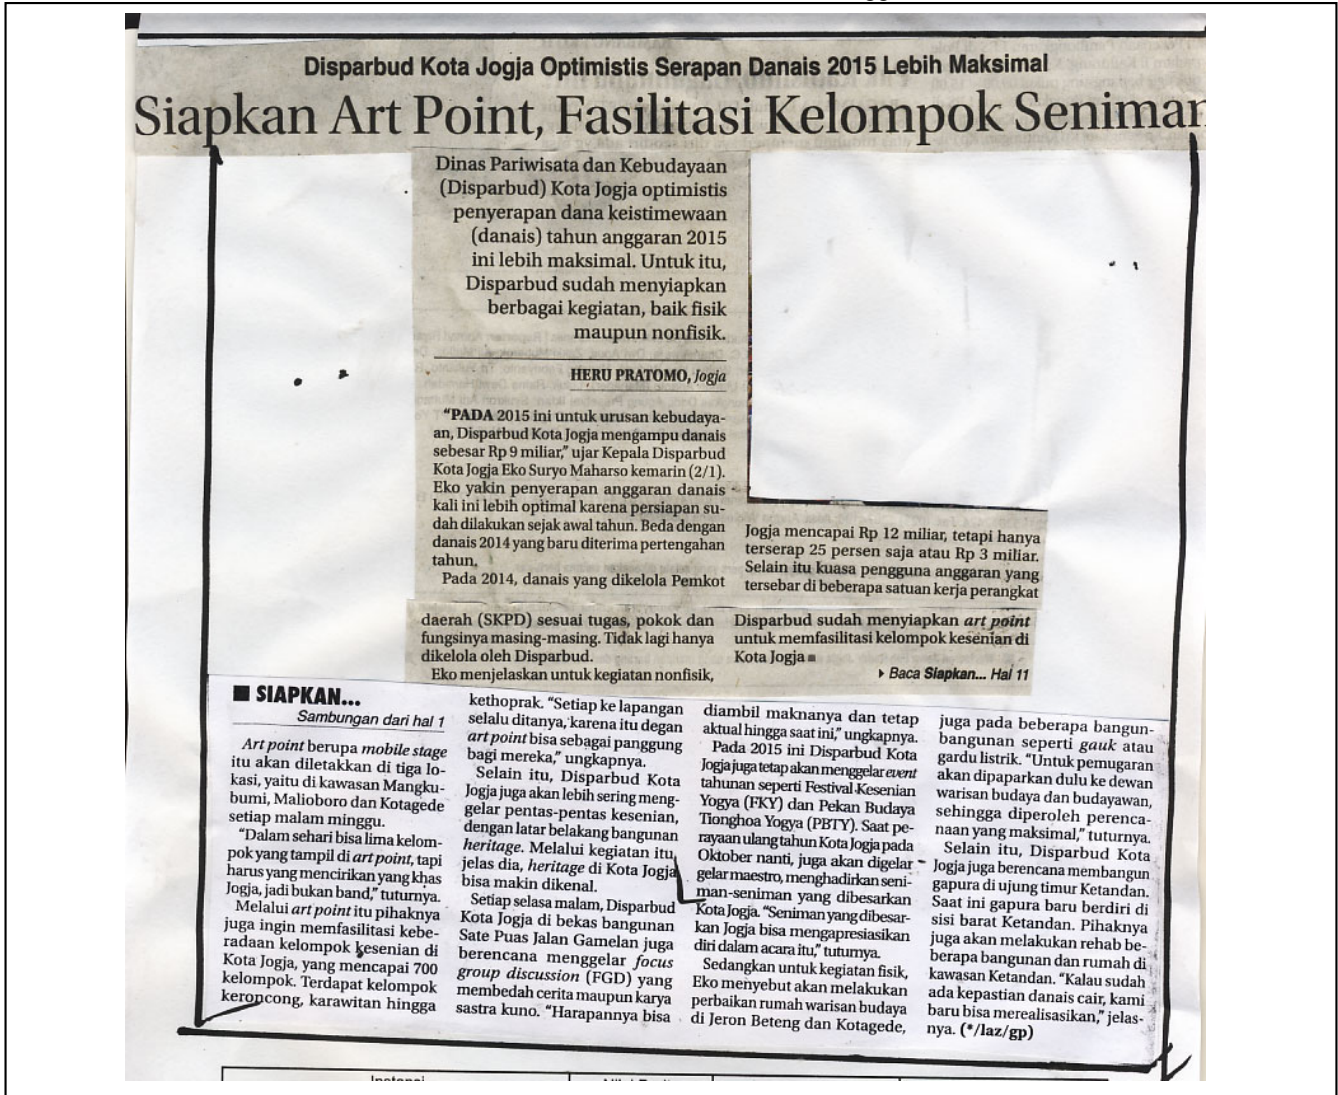 Disparbud Kota Jogja Optimistis Serapan Danais 2015 Lebih Maksimal
Siapkan Art Point, Fasilitasi Kelompok Seniman
Dinas Pariwisata dan Kebudayaan
(Disparbud) Kota Jogja optimistis
penyerapan dana keistimewaan
(danais) tahun anggaran 2015
ini lebih maksimal. Untuk itu,
Disparbud sudah menyiapkan
berbagai kegiatan, baik fisik
maupun nonfisik.
HERU PRATOMO, Jogja
"PADA 2015 ini untuk urusan kebudaya-
an, Disparbud Kota Jogja mengampu danais
sebesar Rp 9 miliar," ujar Kepala Disparbud
Kota Jogja Eko Suryo Maharso kemarin (2/1).
Eko yakin penyerapan anggaran danais
kali ini lebih optimal karena persiapan su-
dah dilakukan sejak awal tahun. Beda dengan
danais 2014 yang baru diterima pertengahan
tahun.
Pada 2014, danais yang dikelola Pemkot
Jogja mencapai Rp 12 miliar, tetapi hanya
terserap 25 persen saja atau Rp 3 miliar.
Selain itu kuasa pengguna anggaran yang
tersebar di beberapa satuan kerja perangkat
daerah (SKPD) sesuai tugas, pokok dan
fungsinya masing-masing. Tidak lagi hanya
dikelola oleh Disparbud.
Eko menjelaskan untuk kegiatan nonfisik,
Disparbud sudah menyiapkan art point
untuk memfasilitasi kelompok kesenian di
Kota Jogja ■
▸ Baca Siapkan... Hal 11
■ SIAPKAN...
Sambungan dari hal 1
Art point berupa mobile stage
itu akan diletakkan di tiga lo-
kasi, yaitu di kawasan Mangku-
bumi, Malioboro dan Kotagede
setiap malam minggu.
"Dalam sehari bisa lima kelom-
pok yang tampil di art point, tapi
harus yang mencirikan yang khas
Jogja, jadi bukan band," tuturnya.
Melalui art point itu pihaknya
juga ingin memfasilitasi kebe-
radaan kelompok kesenian di
Kota Jogja, yang mencapai 700
kelompok. Terdapat kelompok
keroncong, karawitan hingga
kethoprak. "Setiap ke lapangan
selalu ditanya, karena itu degan
art point bisa sebagai panggung
bagi mereka," ungkapnya.
Selain itu, Disparbud Kota
Jogja juga akan lebih sering meng-
gelar pentas-pentas kesenian,
dengan latar belakang bangunan
heritage. Melalui kegiatan itu,
jelas dia, heritage di Kota Jogja
bisa makin dikenal.
Setiap selasa malam, Disparbud
Kota Jogja di bekas bangunan
Sate Puas Jalan Gamelan juga
berencana menggelar focus
group discussion (FGD) yang
membedah cerita maupun karya
sastra kuno. "Harapannya bisa
diambil maknanya dan tetap
aktual hingga saat ini," ungkapnya.
Pada 2015 ini Disparbud Kota
Jogja juga tetap akan menggelar event
tahunan seperti Festival Kesenian
Yogya (FKY) dan Pekan Budaya
Tionghoa Yogya (PBTY). Saat pe-
rayaan ulang tahun Kota Jogja pada
Oktober nanti, juga akan digelar
gelar maestro, menghadirkan seni-
man-seniman yang dibesarkan
Kota Jogja. "Seniman yang dibesar-
kan Jogja bisa mengapresiasikan
diri dalam acara itu," tuturnya.
Sedangkan untuk kegiatan fisik,
Eko menyebut akan melakukan
perbaikan rumah warisan budaya
di Jeron Beteng dan Kotagede,
juga pada beberapa bangun-
bangunan seperti gauk atau
gardu listrik. "Untuk pemugaran
akan dipaparkan dulu ke dewan
warisan budaya dan budayawan,
sehingga diperoleh perenca-
naan yang maksimal," tuturnya.
Selain itu, Disparbud Kota
Jogja juga berencana membangun
gapura di ujung timur Ketandan.
Saat ini gapura baru berdiri di
sisi barat Ketandan. Pihaknya
juga akan melakukan rehab be-
berapa bangunan dan rumah di
kawasan Ketandan. "Kalau sudah
ada kepastian danais cair, kami
baru bisa merealisasikan," jelas-
nya. (*/laz/gp)